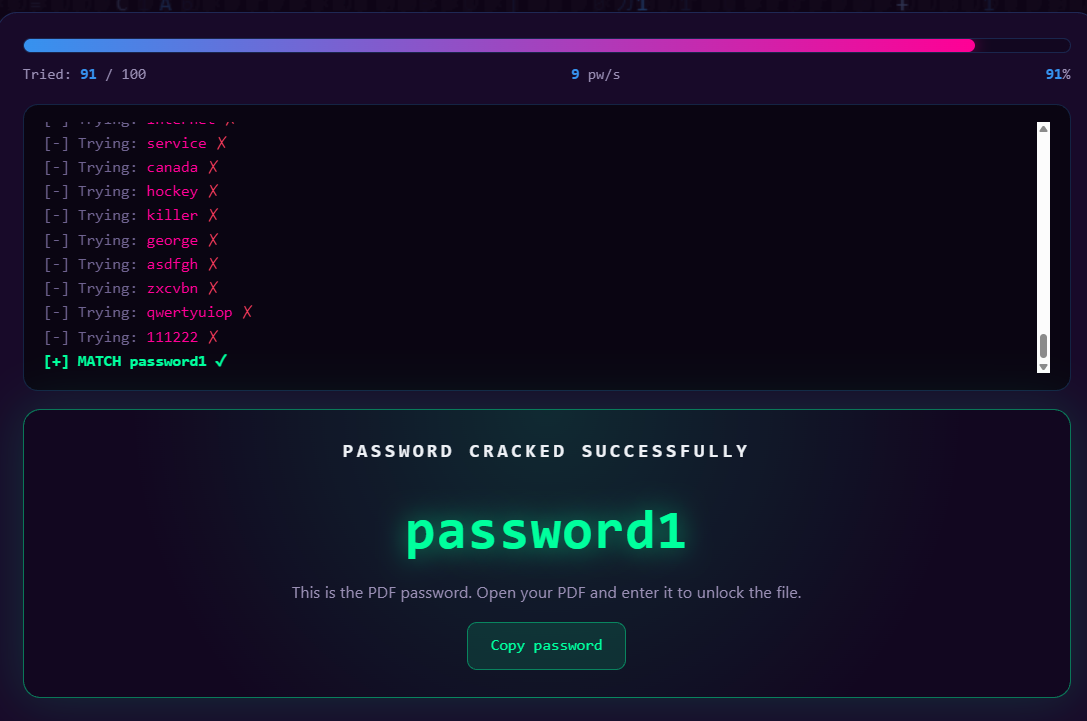 Tried: 91 / 100
9 pw/s
91%
[-] Trying: internet ✗
[-] Trying: service ✗
[-] Trying: canada ✗
[-] Trying: hockey ✗
[-] Trying: killer ✗
[-] Trying: george ✗
[-] Trying: asdfgh ✗
[-] Trying: zxcvbn ✗
[-] Trying: qwertyuiop ✗
[-] Trying: 111222 ✗
[+] MATCH password1 ✓
PASSWORD CRACKED SUCCESSFULLY
password1
This is the PDF password. Open your PDF and enter it to unlock the file.
Copy password